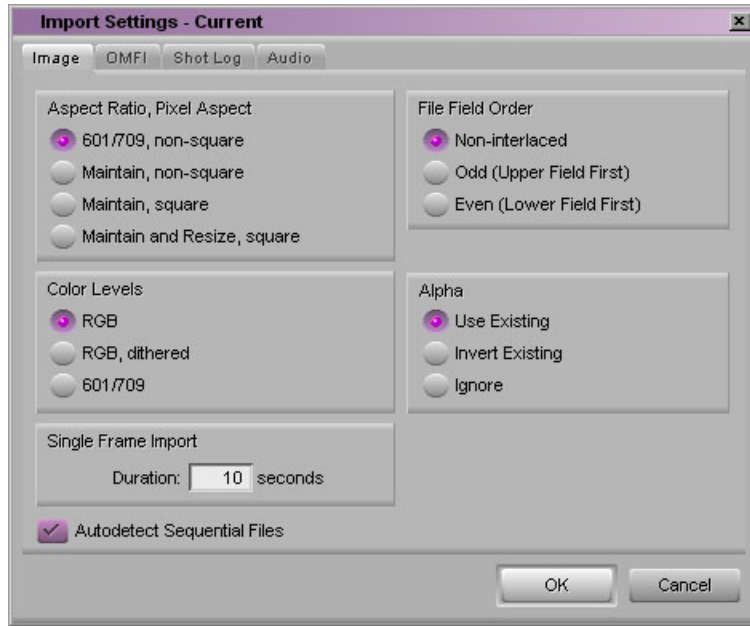 Import Settings - Current
Image OMFI Shot Log Audio
Aspect Ratio, Pixel Aspect
601/709, non-square
Maintain, non-square
Maintain, square
Maintain and Resize, square
File Field Order
Non-interlaced
Odd (Upper Field First)
Even (Lower Field First)
Color Levels
RGB
RGB, dithered
601/709
Alpha
Use Existing
Invert Existing
Ignore
Single Frame Import
Duration: 10 seconds
Autodetect Sequential Files
OK Cancel